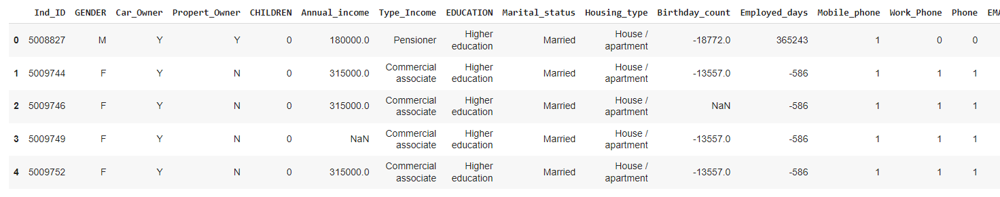 Ind_ID GENDER Car_Owner Propert_Owner CHILDREN Annual_income Type_Income EDUCATION Marital_status Housing_type Birthday_count Employed_days Mobile_phone Work_Phone Phone EMA
0 5008827 M Y Y 0 180000.0 Pensioner Higher education Married House / apartment -18772.0 365243 1 0 0
1 5009744 F Y N 0 315000.0 Commercial associate Higher education Married House / apartment -13557.0 -586 1 1 1
2 5009746 F Y N 0 315000.0 Commercial associate Higher education Married House / apartment NaN -586 1 1 1
3 5009749 F Y N 0 NaN Commercial associate Higher education Married House / apartment -13557.0 -586 1 1 1
4 5009752 F Y N 0 315000.0 Commercial associate Higher education Married House / apartment -13557.0 -586 1 1 1